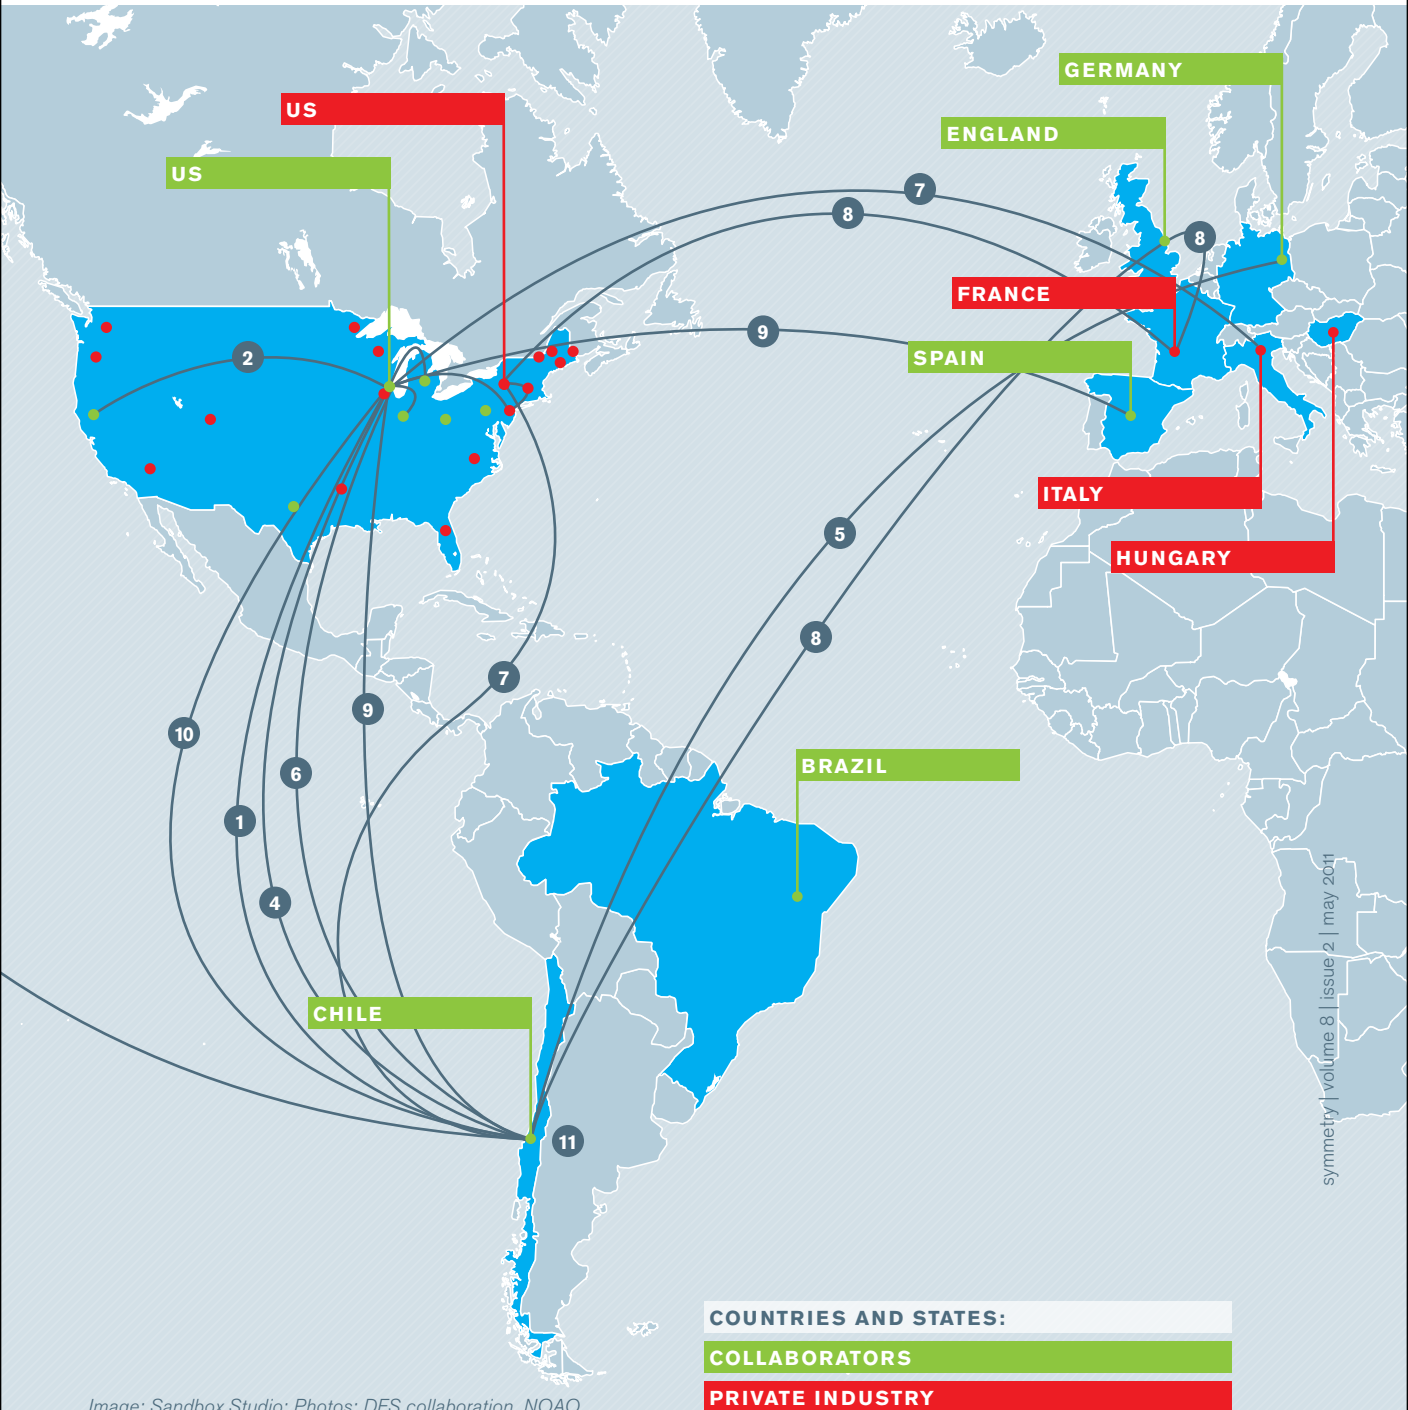 GERMANY
US
ENGLAND
US
7
8
8
FRANCE
9
2
SPAIN
ITALY
5
HUNGARY
8
7
9
10
BRAZIL
6
1
4
CHILE
11
symmetry | volume 8 | issue 2 | may 2011
COUNTRIES AND STATES:
COLLABORATORS
PRIVATE INDUSTRY
Image: Sandbox Studio; Photos: DES collaboration, NOAO